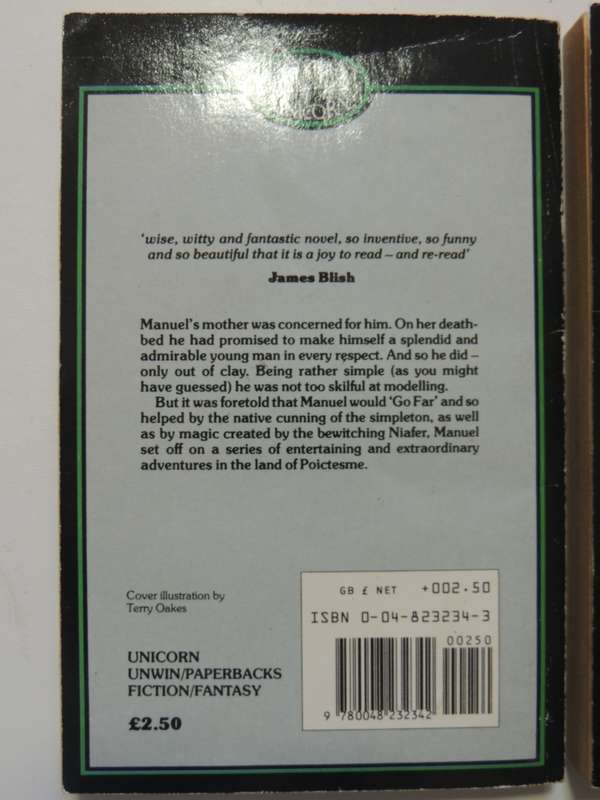 UNICORN
'wise, witty and fantastic novel, so inventive, so funny
and so beautiful that it is a joy to read – and re-read'
James Blish
Manuel's mother was concerned for him. On her death-
bed he had promised to make himself a splendid and
admirable young man in every respect. And so he did –
only out of clay. Being rather simple (as you might
have guessed) he was not too skilful at modelling.
But it was foretold that Manuel would 'Go Far' and so
helped by the native cunning of the simpleton, as well
as by magic created by the bewitching Niafer, Manuel
set off on a series of entertaining and extraordinary
adventures in the land of Poictesme.
Cover illustration by
Terry Oakes
UNICORN
UNWIN/PAPERBACKS
FICTION/FANTASY
£2.50
GB £ NET +002.50
ISBN 0-04-823234-3
00250
9 780048 232342